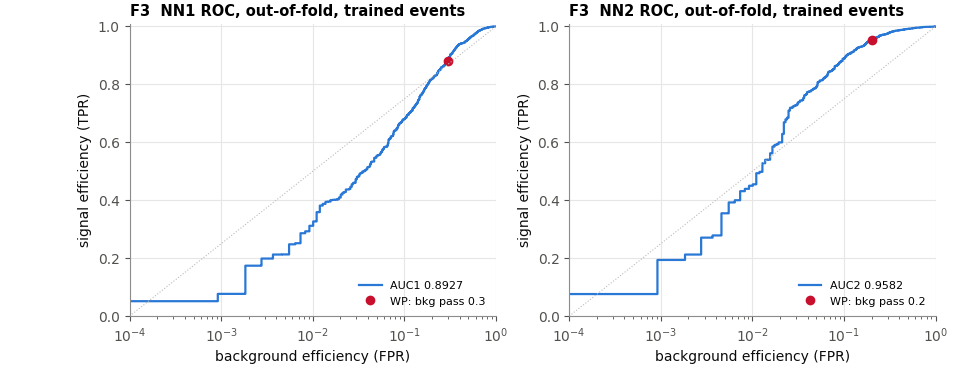 F3  NN1 ROC, out-of-fold, trained events
signal efficiency (TPR)
1.0
0.8
0.6
0.4
0.2
0.0
AUC1 0.8927
WP: bkg pass 0.3
10⁻⁴ 10⁻³ 10⁻² 10⁻¹ 10⁰
background efficiency (FPR)
F3  NN2 ROC, out-of-fold, trained events
signal efficiency (TPR)
1.0
0.8
0.6
0.4
0.2
0.0
AUC2 0.9582
WP: bkg pass 0.2
10⁻⁴ 10⁻³ 10⁻² 10⁻¹ 10⁰
background efficiency (FPR)